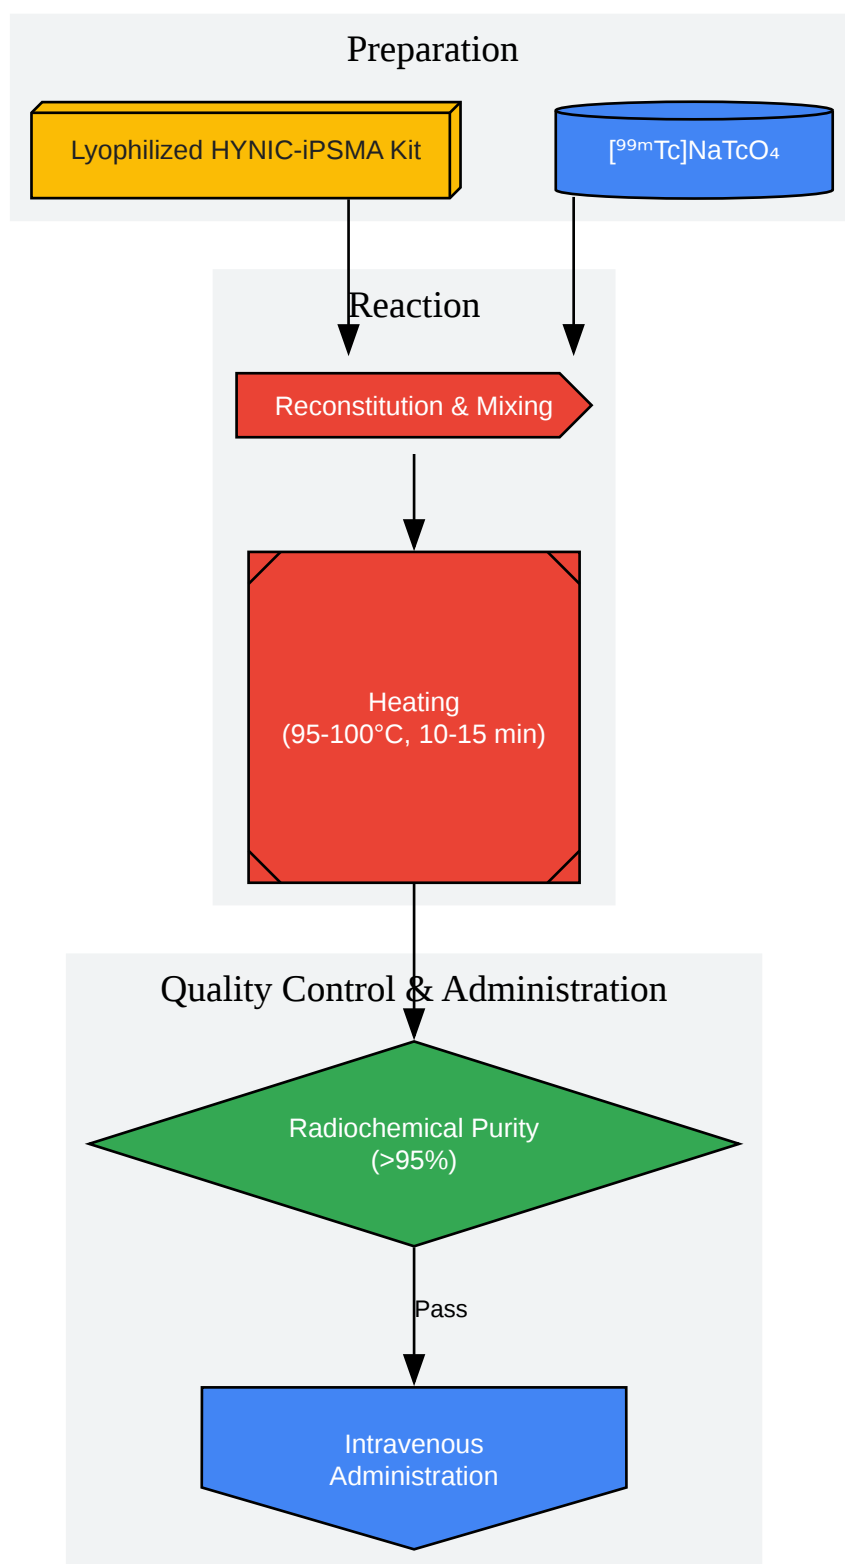 Preparation
Lyophilized HYNIC-iPSMA Kit
[⁹⁹ᵐTc]NaTcO₄
Reaction
Reconstitution & Mixing
Heating
(95-100°C, 10-15 min)
Quality Control & Administration
Radiochemical Purity
(>95%)
Pass
Intravenous
Administration